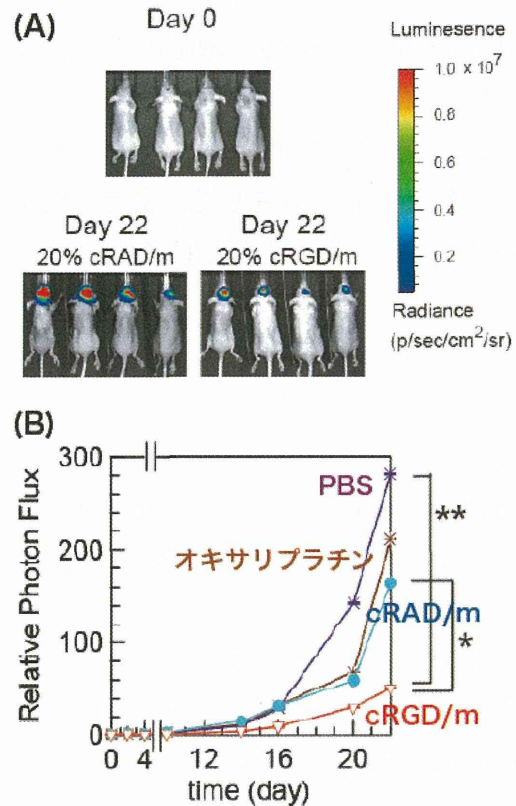 (A)
Day 0
Luminesence
1.0 x 10⁷
0.8
0.6
0.4
0.2
Radiance
(p/sec/cm²/sr)
Day 22
20% cRAD/m
Day 22
20% cRGD/m
(B)
Relative Photon Flux
300
200
100
0
PBS
オキサリプラチン
cRAD/m
cRGD/m
**
*
0 4 12 16 20 22
time (day)